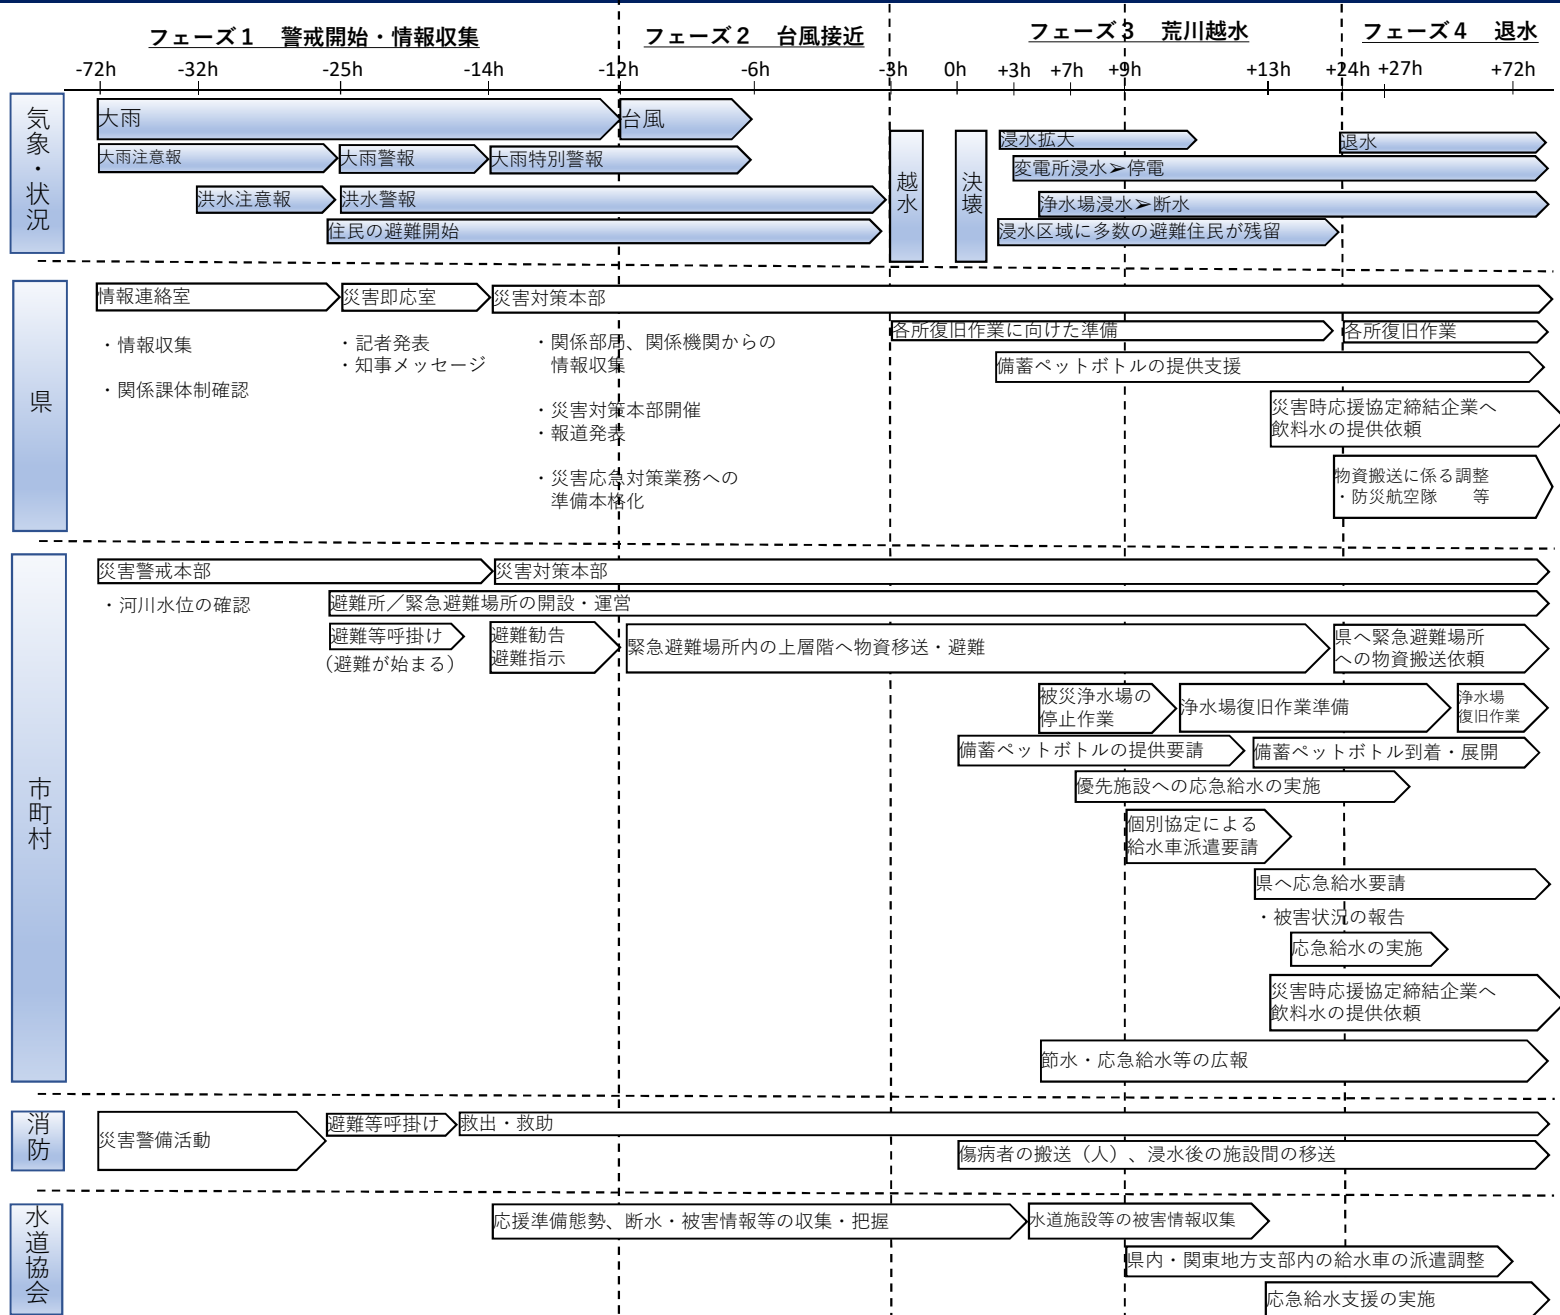 フェーズ１　警戒開始・情報収集
フェーズ２　台風接近
フェーズ３　荒川越水
フェーズ４　退水
-72h
-32h
-25h
-14h
-12h
-6h
-3h
0h
+3h
+7h
+9h
+13h
+24h
+27h
+72h
気象・状況
大雨
台風
大雨注意報
大雨警報
大雨特別警報
洪水注意報
洪水警報
住民の避難開始
越水
決壊
浸水拡大
退水
変電所浸水➢停電
浄水場浸水➢断水
浸水区域に多数の避難住民が残留
県
情報連絡室
災害即応室
災害対策本部
・情報収集
・関係課体制確認
・記者発表
・知事メッセージ
・関係部局、関係機関からの
情報収集
・災害対策本部開催
・報道発表
・災害応急対策業務への
準備本格化
各所復旧作業に向けた準備
各所復旧作業
備蓄ペットボトルの提供支援
災害時応援協定締結企業へ
飲料水の提供依頼
物資搬送に係る調整
・防災航空隊　　等
市町村
災害警戒本部
災害対策本部
・河川水位の確認
避難所／緊急避難場所の開設・運営
避難等呼掛け
（避難が始まる）
避難勧告
避難指示
緊急避難場所内の上層階へ物資移送・避難
県へ緊急避難場所
への物資搬送依頼
被災浄水場の
停止作業
浄水場復旧作業準備
浄水場
復旧作業
備蓄ペットボトルの提供要請
備蓄ペットボトル到着・展開
優先施設への応急給水の実施
個別協定による
給水車派遣要請
県へ応急給水要請
・被害状況の報告
応急給水の実施
災害時応援協定締結企業へ
飲料水の提供依頼
節水・応急給水等の広報
消防
災害警備活動
避難等呼掛け
救出・救助
傷病者の搬送（人）、浸水後の施設間の移送
水道協会
応援準備態勢、断水・被害情報等の収集・把握
水道施設等の被害情報収集
県内・関東地方支部内の給水車の派遣調整
応急給水支援の実施